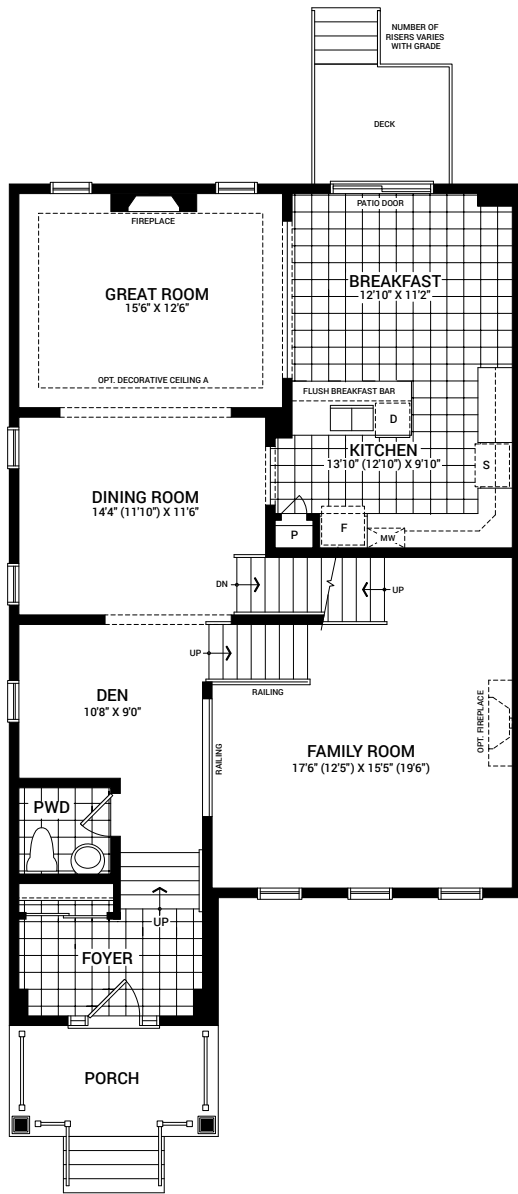 NUMBER OF
RISERS VARIES
WITH GRADE
DECK
PATIO DOOR
FIREPLACE
GREAT ROOM
15'6" X 12'6"
BREAKFAST
12'10" X 11'2"
OPT. DECORATIVE CEILING A
FLUSH BREAKFAST BAR
D
KITCHEN
13'10" (12'10") X 9'10"
S
DINING ROOM
14'4" (11'10") X 11'6"
P
F
MW
DN
UP
UP
RAILING
DEN
10'8" X 9'0"
RAILING
OPT. FIREPLACE
FAMILY ROOM
17'6" (12'5") X 15'5" (19'6")
PWD
UP
FOYER
PORCH